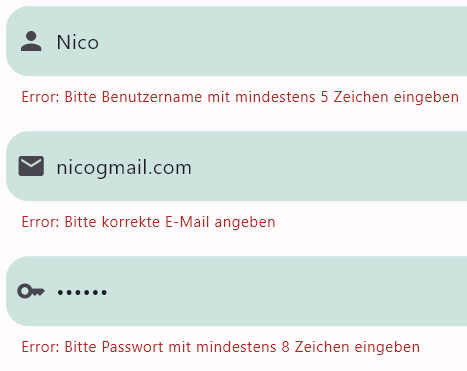 Nico
Error: Bitte Benutzername mit mindestens 5 Zeichen eingeben
nicogmail.com
Error: Bitte korrekte E-Mail angeben
••••••
Error: Bitte Passwort mit mindestens 8 Zeichen eingeben